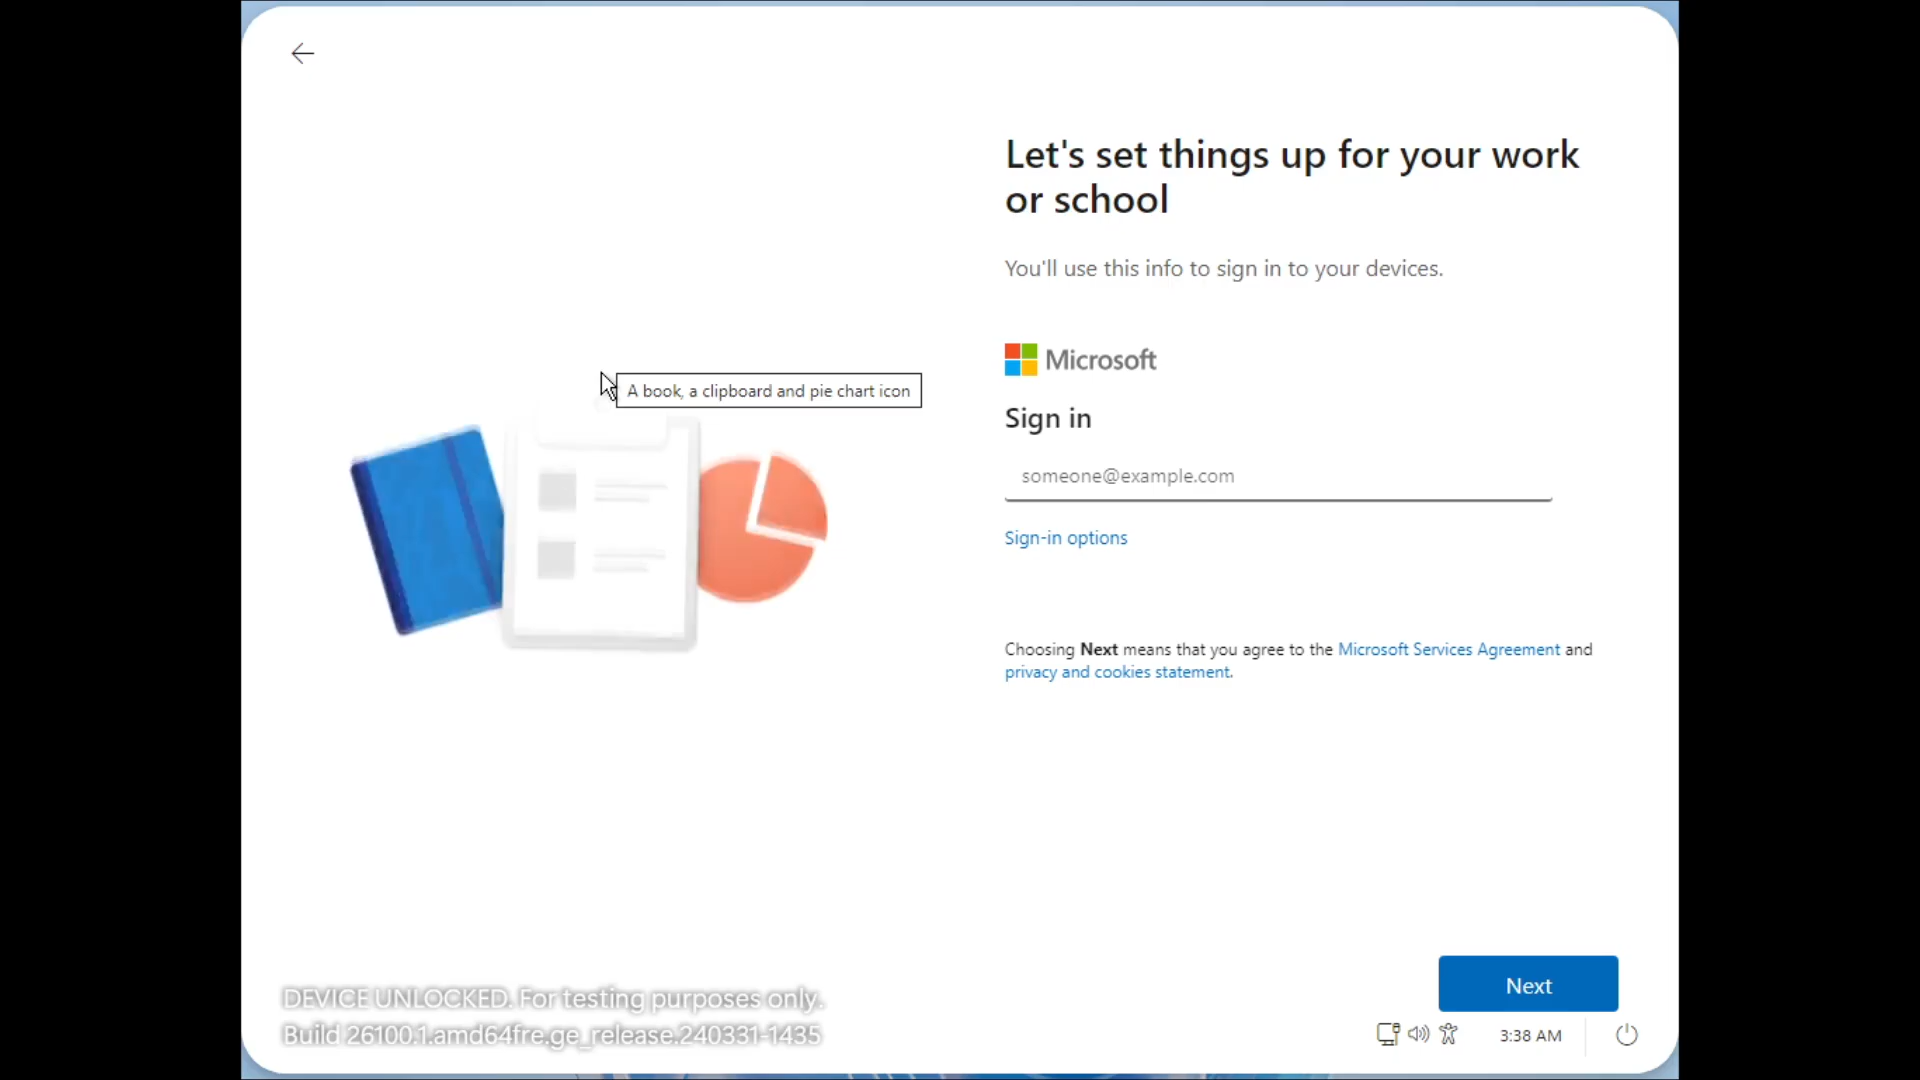 Let's set things up for your work
or school
You'll use this info to sign in to your devices.
Microsoft
A book, a clipboard and pie chart icon
Sign in
someone@example.com
Sign-in options
Choosing Next means that you agree to the Microsoft Services Agreement and
privacy and cookies statement.
Next
DEVICE UNLOCKED. For testing purposes only.
Build 26100.1.amd64fre.ge_release.240331-1435
3:38 AM